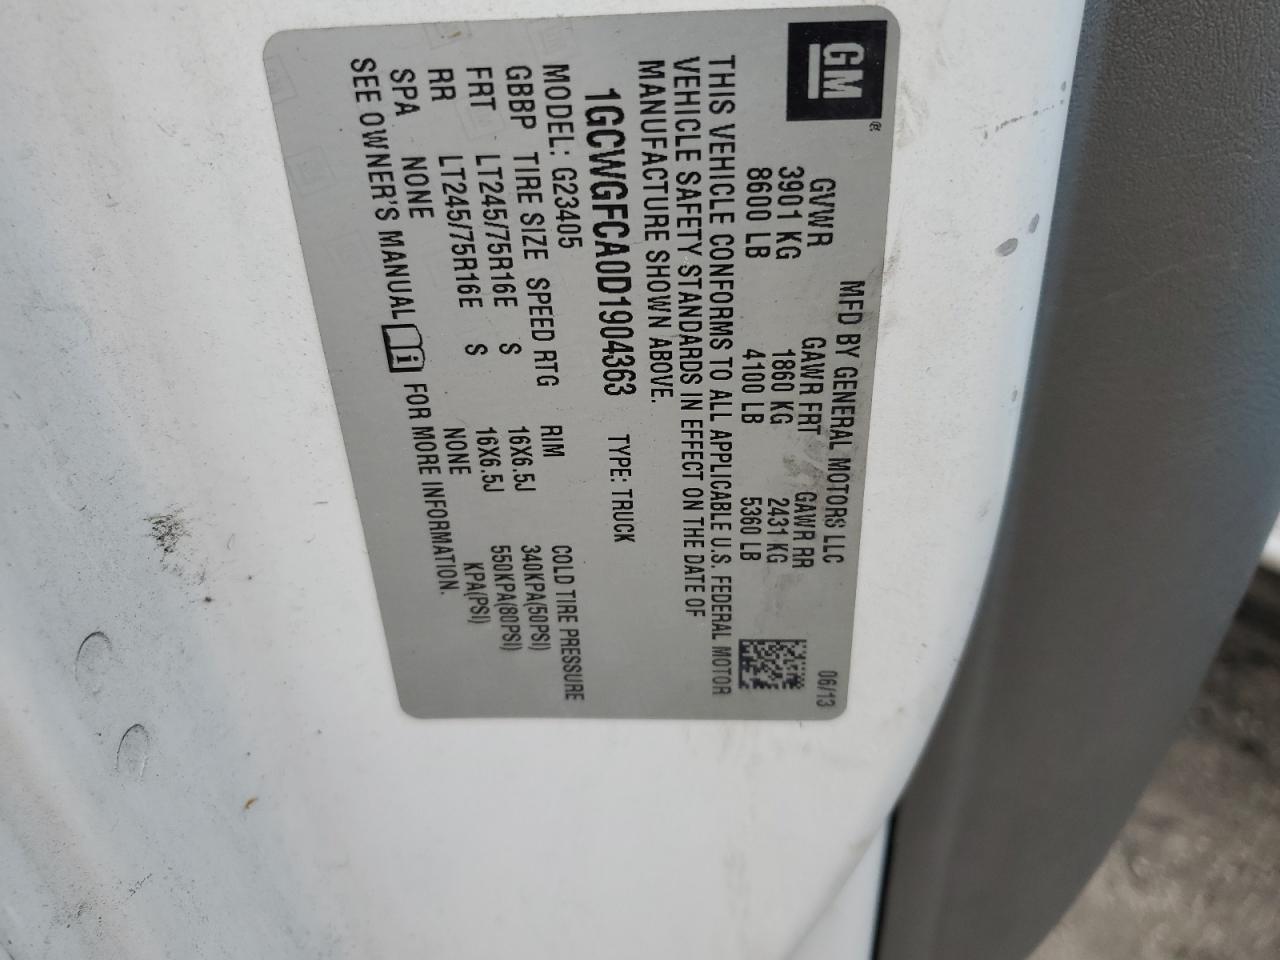 GM®
MFD BY GENERAL MOTORS LLC 06/13
GVWR GAWR FRT GAWR RR
3901 KG 1860 KG 2431 KG
8600 LB 4100 LB 5360 LB
THIS VEHICLE CONFORMS TO ALL APPLICABLE U.S. FEDERAL MOTOR
VEHICLE SAFETY STANDARDS IN EFFECT ON THE DATE OF
MANUFACTURE SHOWN ABOVE.
1GCWGFCA0D1904363 TYPE: TRUCK
MODEL: G23405
GBBP TIRE SIZE SPEED RTG RIM COLD TIRE PRESSURE
FRT LT245/75R16E S 16X6.5J 340KPA(50PSI)
RR LT245/75R16E S 16X6.5J 550KPA(80PSI)
SPA NONE NONE KPA(PSI)
SEE OWNER'S MANUAL i FOR MORE INFORMATION.